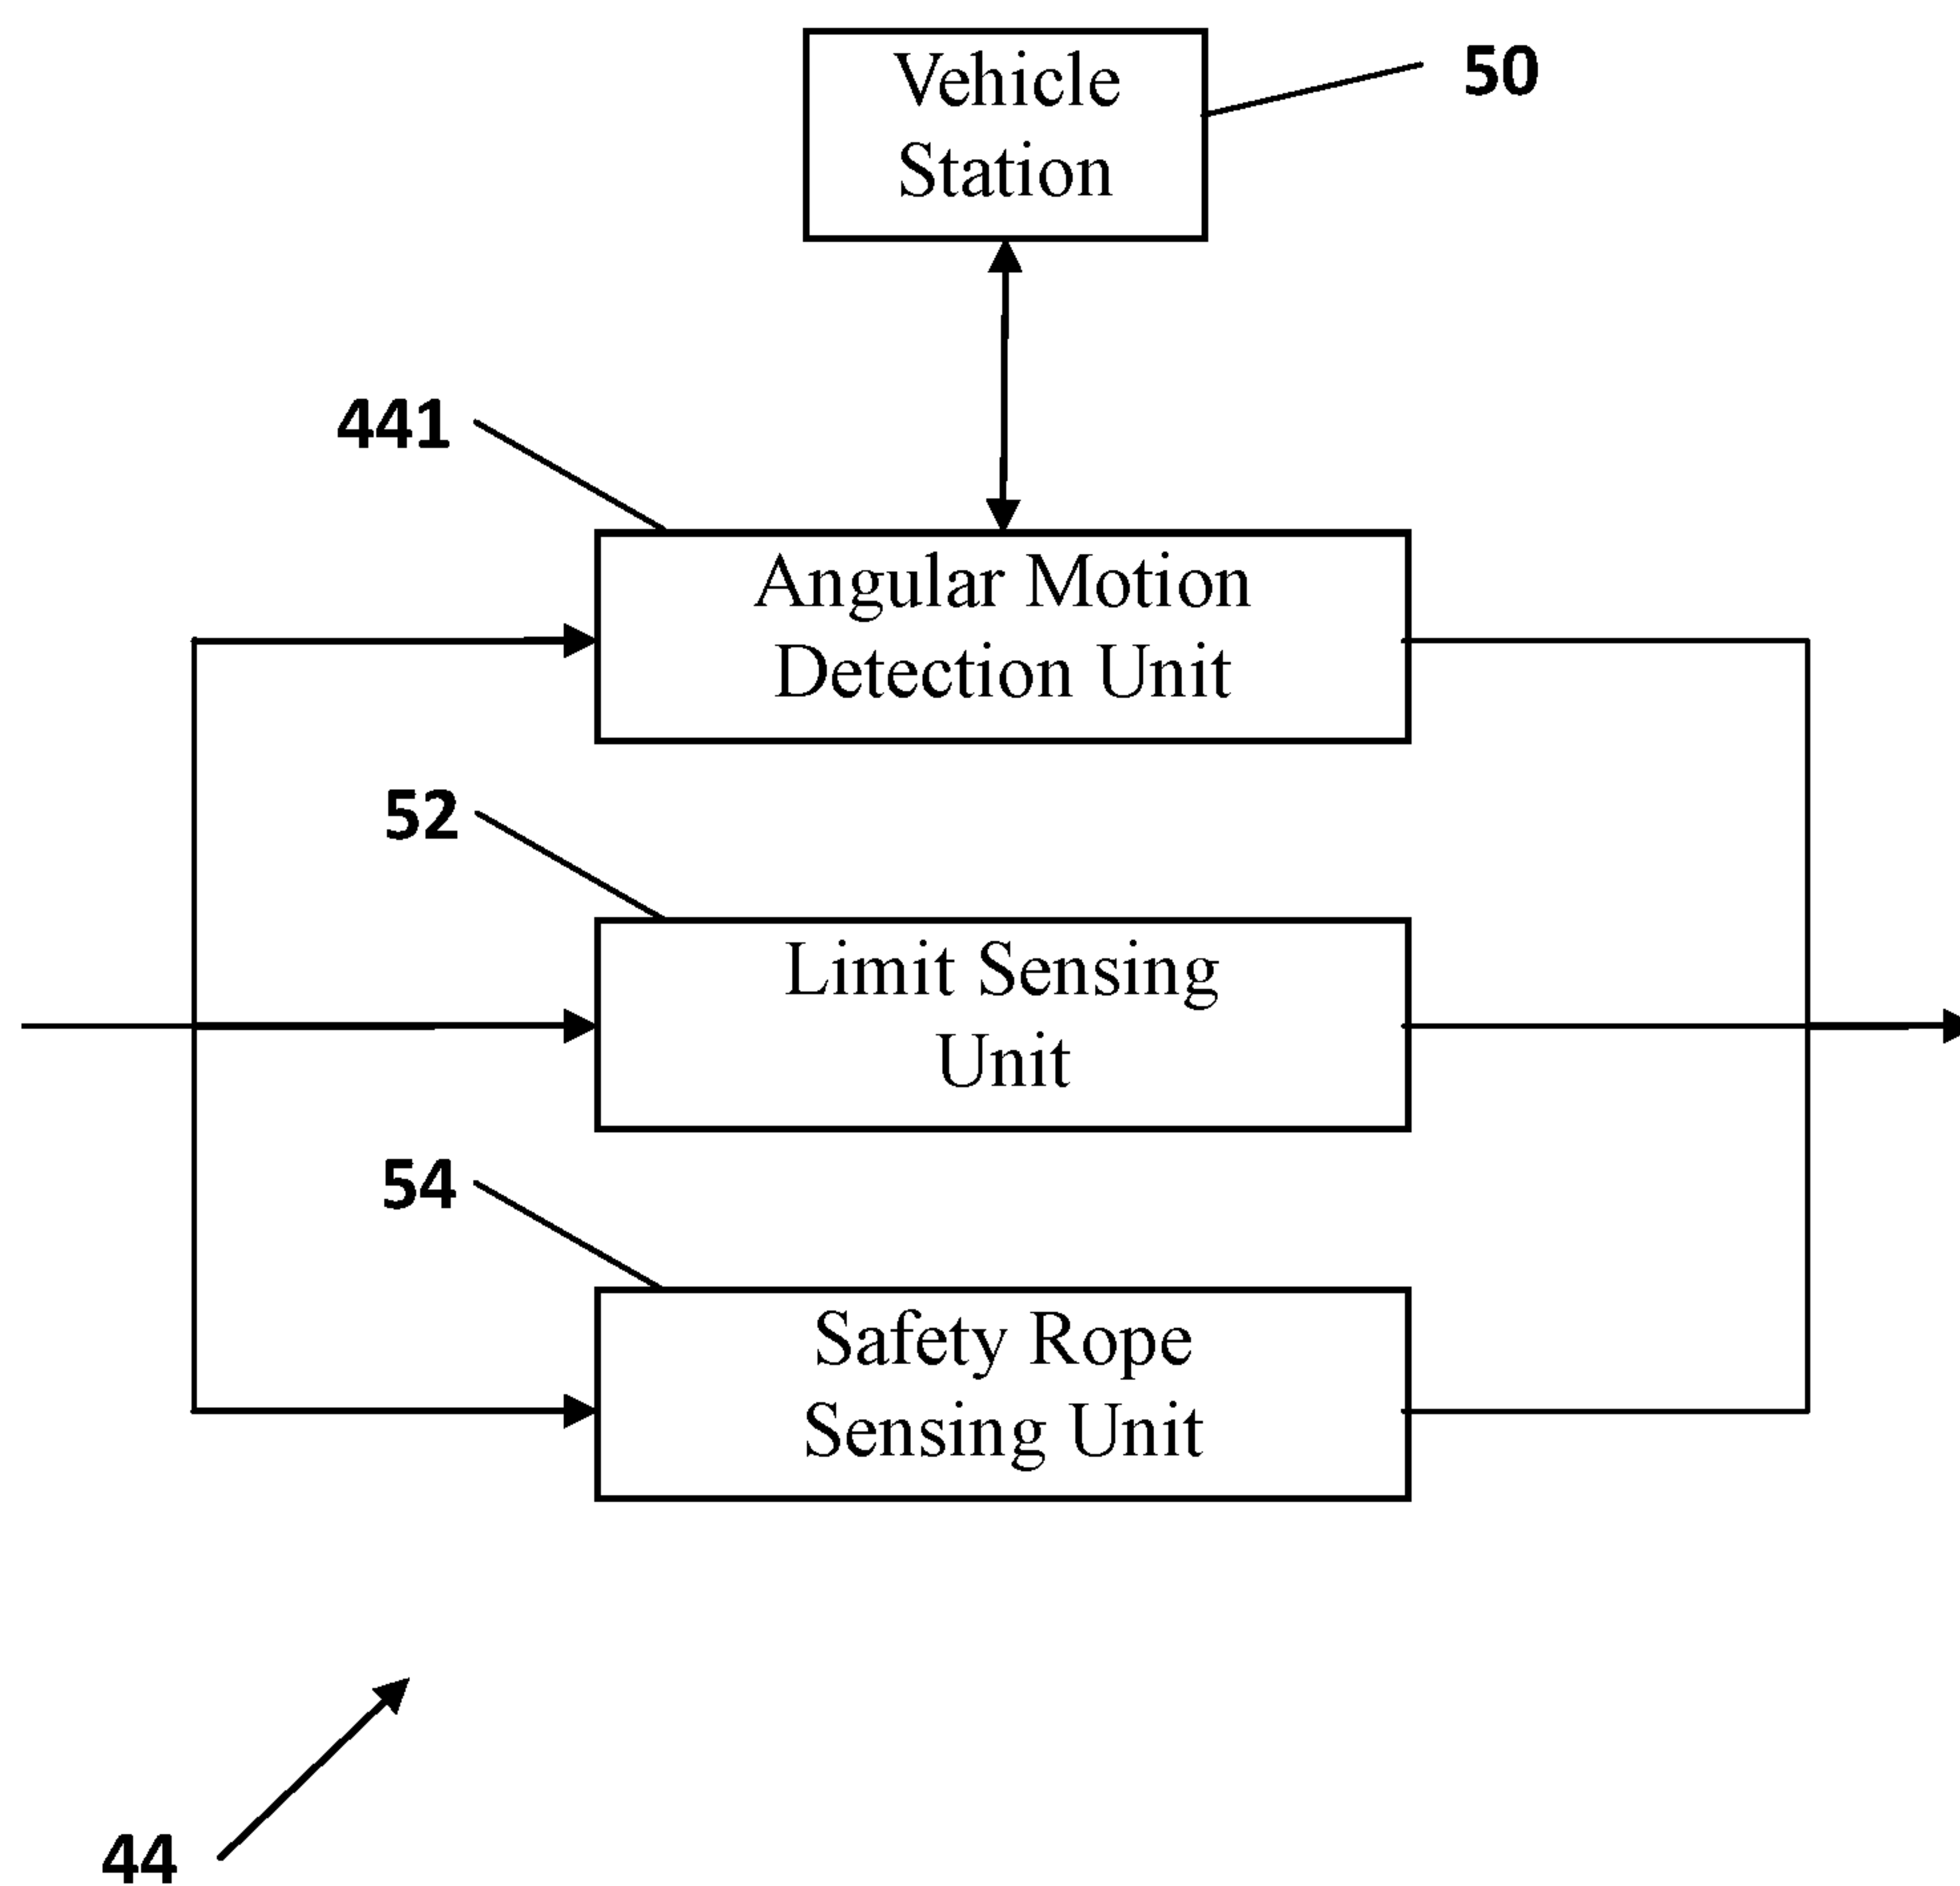 Vehicle
Station
50
441
Angular Motion
Detection Unit
52
Limit Sensing
Unit
54
Safety Rope
Sensing Unit
44